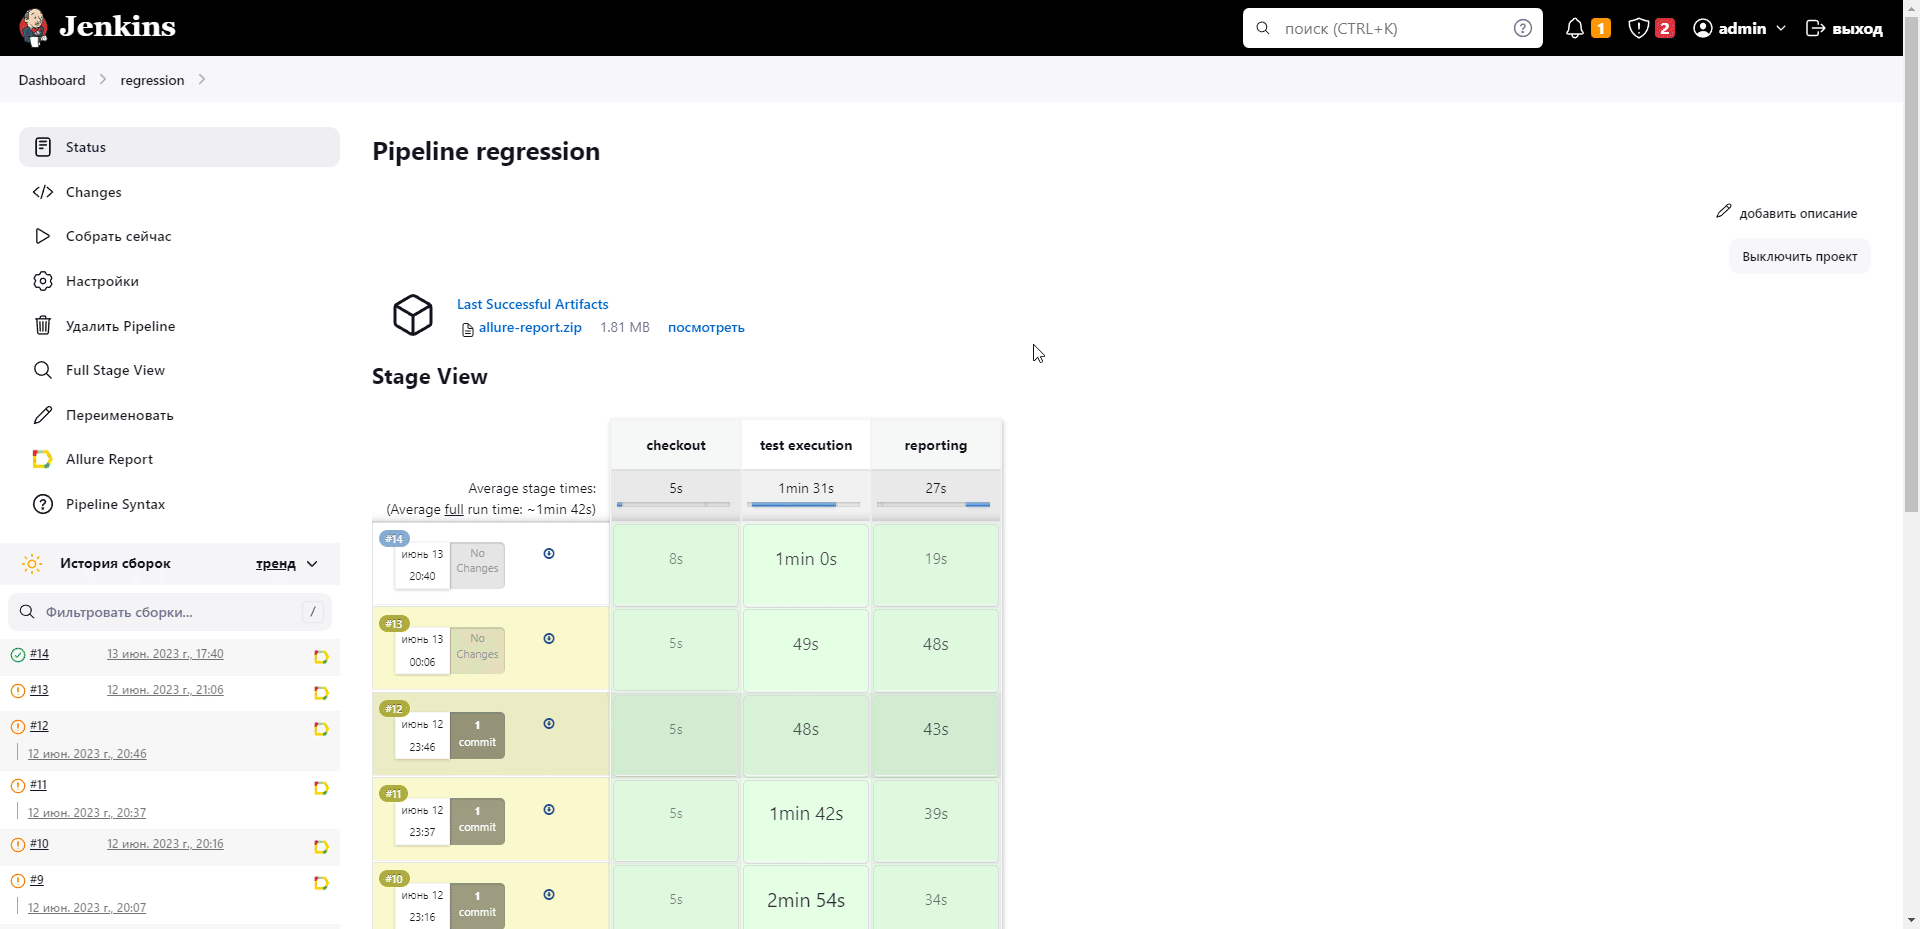 Jenkins
поиск (CTRL+K)
1
2
admin
выход
Dashboard
regression
Status
Changes
Собрать сейчас
Настройки
Удалить Pipeline
Full Stage View
Переименовать
Allure Report
Pipeline Syntax
История сборок
тренд
Фильтровать сборки...
/
#14 13 июн. 2023 г., 17:40
#13 12 июн. 2023 г., 21:06
#12
12 июн. 2023 г., 20:46
#11
12 июн. 2023 г., 20:37
#10 12 июн. 2023 г., 20:16
#9
12 июн. 2023 г., 20:07
Pipeline regression
добавить описание
Выключить проект
Last Successful Artifacts
allure-report.zip 1.81 MB посмотреть
Stage View
checkout test execution reporting
Average stage times: 5s 1min 31s 27s
(Average full run time: ~1min 42s)
#14
июнь 13
20:40
No
Changes
8s 1min 0s 19s
#13
июнь 13
00:06
No
Changes
5s 49s 48s
#12
июнь 12
23:46
1
commit
5s 48s 43s
#11
июнь 12
23:37
1
commit
5s 1min 42s 39s
#10
июнь 12
23:16
1
commit
5s 2min 54s 34s